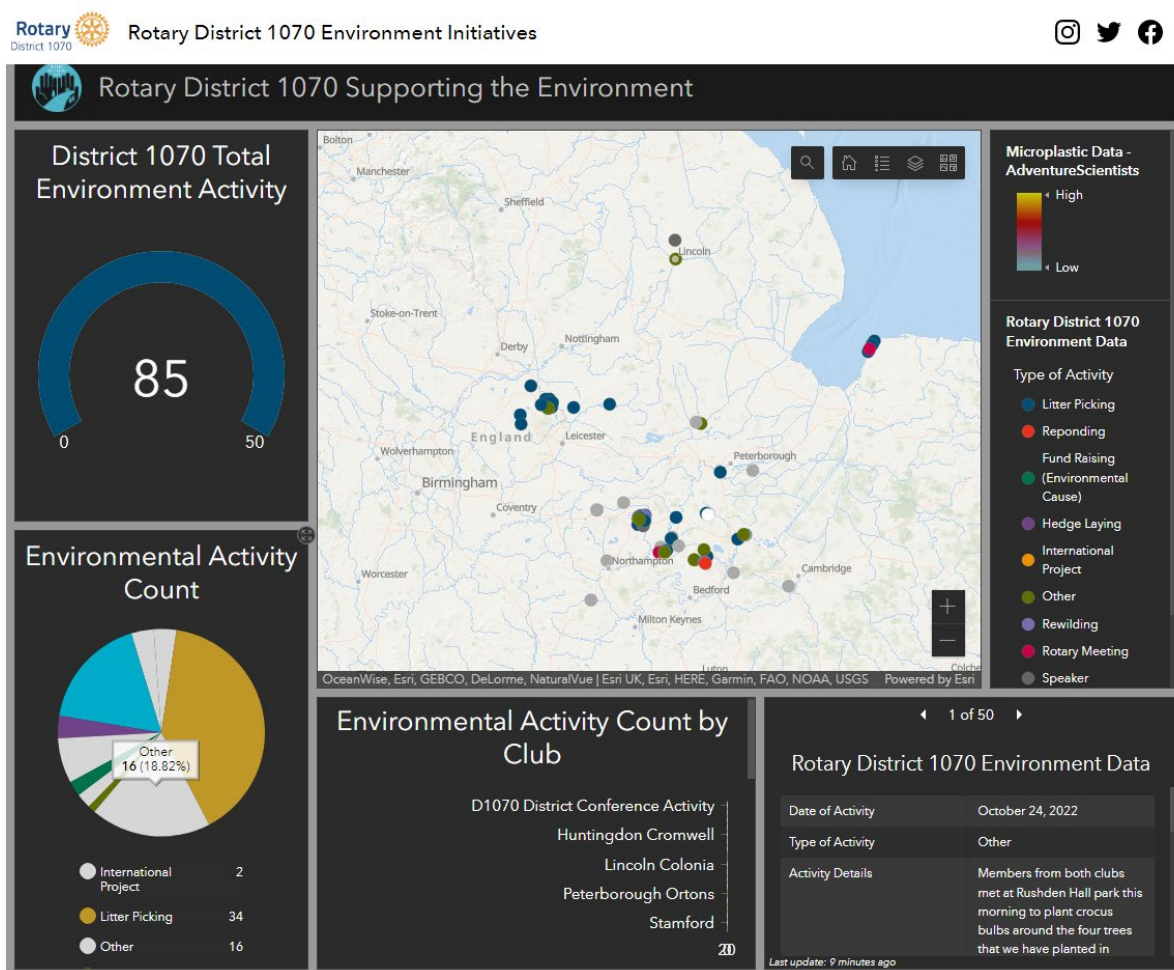 Rotary
District 1070
Rotary District 1070 Environment Initiatives
Rotary District 1070 Supporting the Environment
District 1070 Total
Environment Activity
85
0
50
Environmental Activity
Count
Other
16 (18.82%)
International
Project
2
Litter Picking
34
Other
16
Bolton
Manchester
Sheffield
Lincoln
Stoke-on-Trent
Nottingham
Derby
England
Leicester
Wolverhampton
Peterborough
Birmingham
Coventry
Northampton
Cambridge
Worcester
Bedford
Milton Keynes
Luton
Colche
OceanWise, Esri, GEBCO, DeLorme, NaturalVue | Esri UK, Esri, HERE, Garmin, FAO, NOAA, USGS
Powered by Esri
Microplastic Data -
AdventureScientists
High
Low
Rotary District 1070
Environment Data
Type of Activity
Litter Picking
Reponding
Fund Raising
(Environmental
Cause)
Hedge Laying
International
Project
Other
Rewilding
Rotary Meeting
Speaker
Environmental Activity Count by
Club
D1070 District Conference Activity
Huntingdon Cromwell
Lincoln Colonia
Peterborough Ortons
Stamford
1 of 50
Rotary District 1070 Environment Data
Date of Activity
October 24, 2022
Type of Activity
Other
Activity Details
Members from both clubs
met at Rushden Hall park this
morning to plant crocus
bulbs around the four trees
that we have planted in
Last update: 9 minutes ago